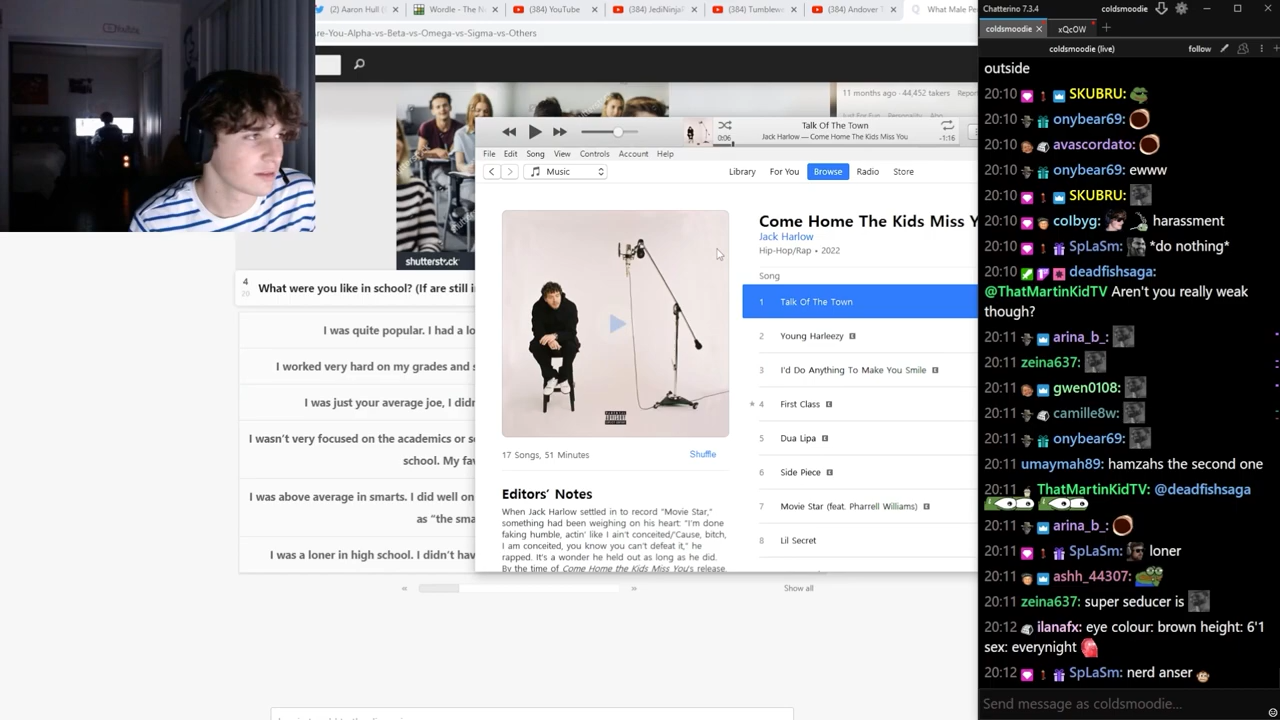 (2) Aaron Hull (
Wordle - The N
(384) YouTube
(384) JediNinja
(384) Tumblewe
(384) Andover T
What Male Pe
re-You-Alpha-vs-Beta-vs-Omega-vs-Sigma-vs-Others
11 months ago · 44,452 takers
shutterstock
4
20
What were you like in school? (If are still i
I was quite popular. I had a lo
I worked very hard on my grades and s
I was just your average joe, I didn
I wasn't very focused on the academics or s
school. My fav
I was above average in smarts. I did well on
as "the sma
I was a loner in high school. I didn't hav
« » Show all
Talk Of The Town
0:06 Jack Harlow — Come Home The Kids Miss You -1:16
File Edit Song View Controls Account Help
Music Library For You Browse Radio Store
Come Home The Kids Miss Y
Jack Harlow
Hip-Hop/Rap • 2022
Song
1 Talk Of The Town
2 Young Harleezy E
3 I'd Do Anything To Make You Smile E
4 First Class E
5 Dua Lipa E
6 Side Piece E
7 Movie Star (feat. Pharrell Williams) E
8 Lil Secret
17 Songs, 51 Minutes Shuffle
Editors' Notes
When Jack Harlow settled in to record "Movie Star,"
something had been weighing on his heart: "I'm done
faking humble, actin' like I ain't conceited/'Cause, bitch,
I am conceited, you know you can't defeat it," he
rapped. It's a wonder he held out as long as he did.
By the time of Come Home the Kids Miss You's release
Chatterino 7.3.4 coldsmoodie
coldsmoodie xQcOW
coldsmoodie (live) follow
outside
20:10 SKUBRU:
20:10 onybear69:
20:10 avascordato:
20:10 onybear69: ewww
20:10 SKUBRU:
20:10 colbyg: harassment
20:10 SpLaSm: *do nothing*
20:10 deadfishsaga:
@ThatMartinKidTV Aren't you really weak
though?
20:11 arina_b_:
20:11 zeina637:
20:11 gwen0108:
20:11 camille8w:
20:11 onybear69:
20:11 umaymah89: hamzahs the second one
20:11 ThatMartinKidTV: @deadfishsaga
20:11 arina_b_:
20:11 SpLaSm: loner
20:11 ashh_44307:
20:11 zeina637: super seducer is
20:12 ilanafx: eye colour: brown height: 6'1
sex: everynight
20:12 SpLaSm: nerd anser
Send message as coldsmoodie...